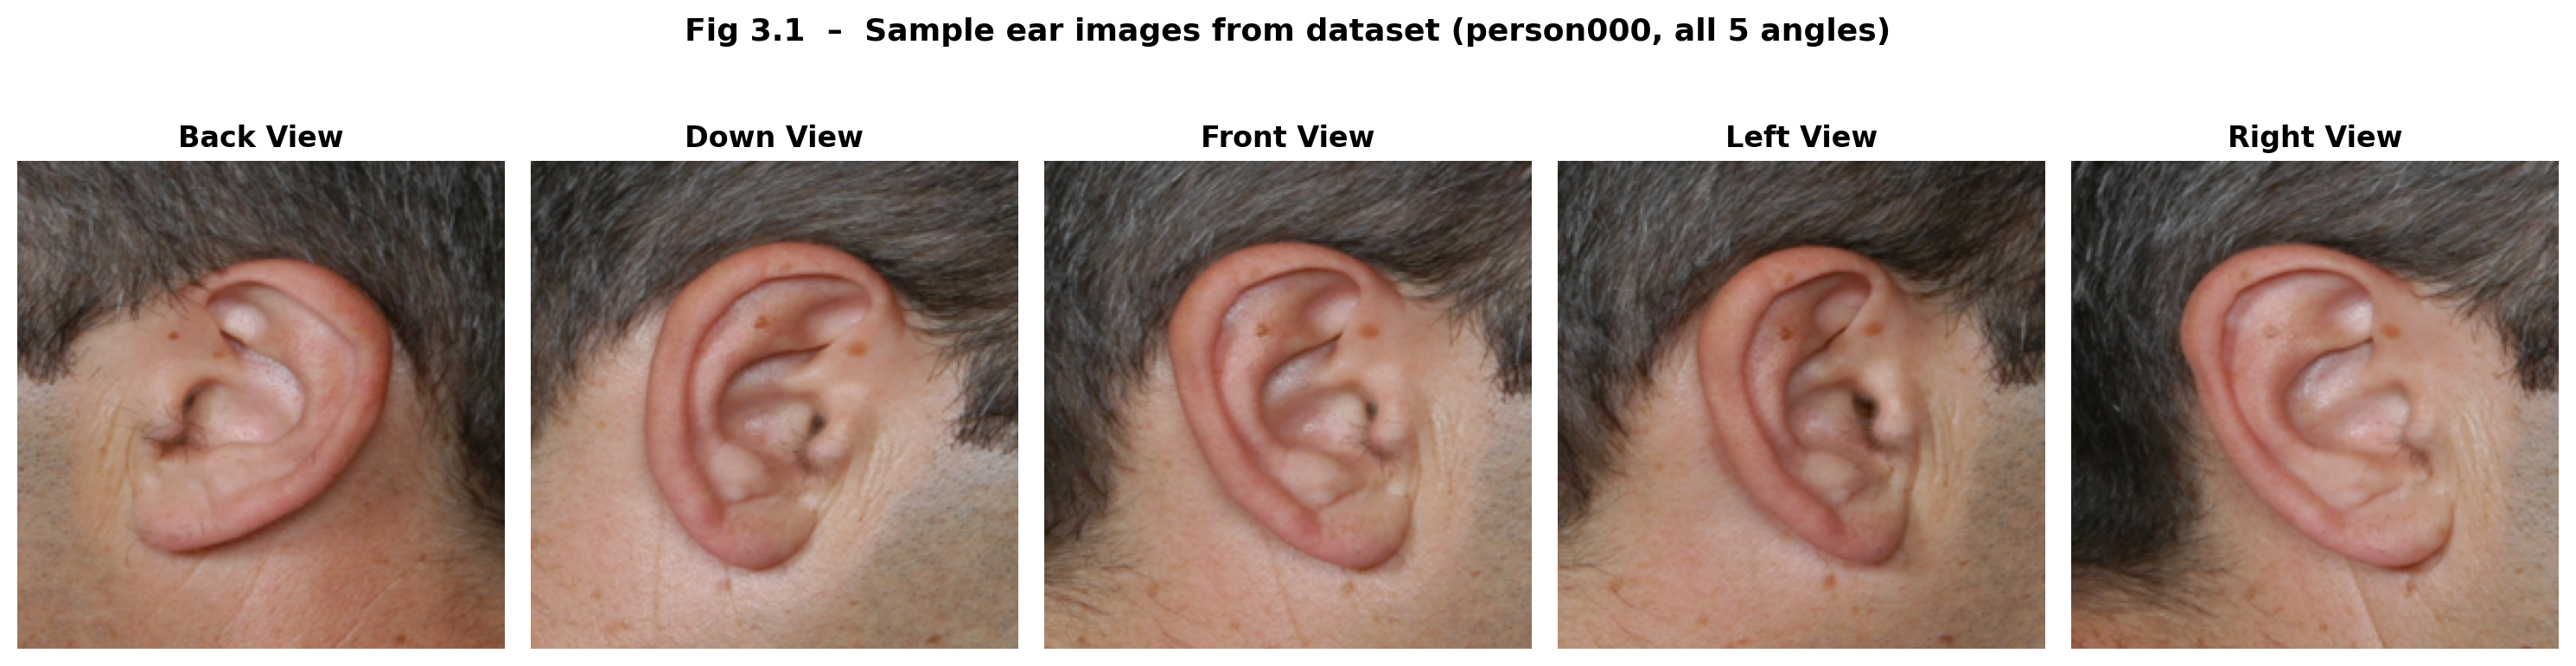 Fig 3.1 – Sample ear images from dataset (person000, all 5 angles)
Back View
Down View
Front View
Left View
Right View